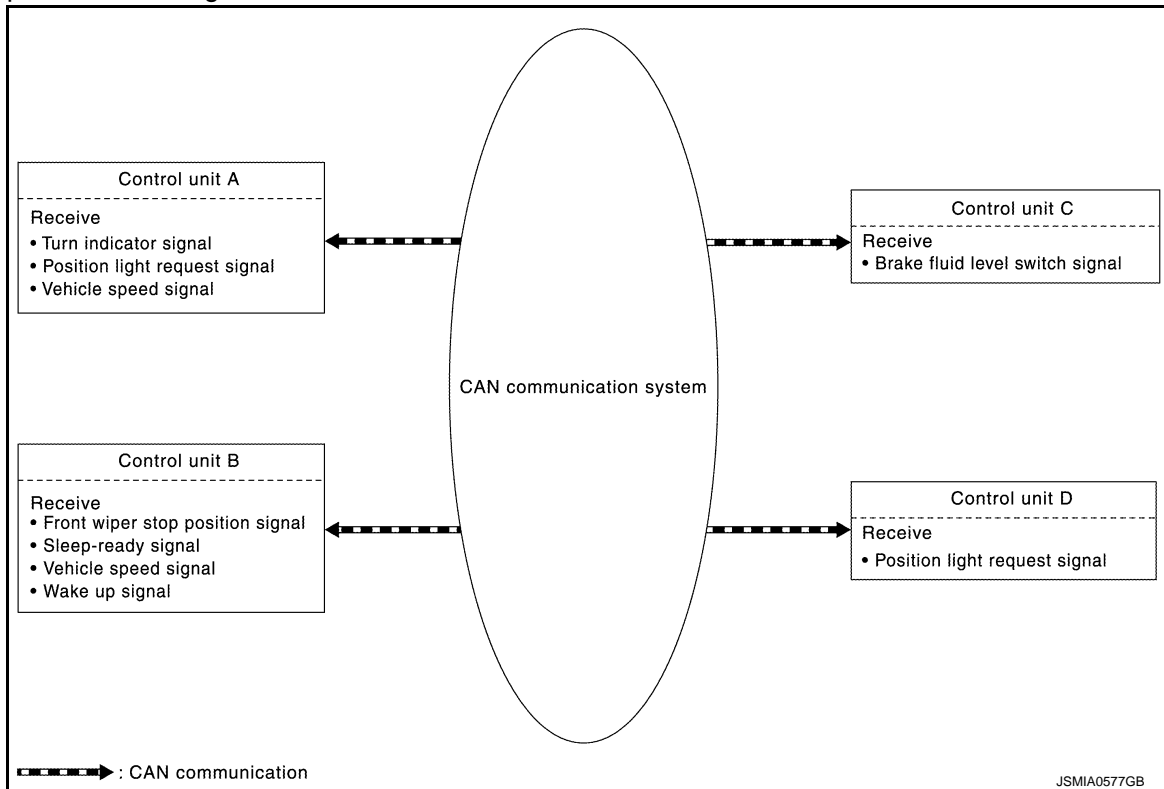 Control unit A
Receive
• Turn indicator signal
• Position light request signal
• Vehicle speed signal
Control unit C
Receive
• Brake fluid level switch signal
CAN communication system
Control unit B
Receive
• Front wiper stop position signal
• Sleep-ready signal
• Vehicle speed signal
• Wake up signal
Control unit D
Receive
• Position light request signal
: CAN communication
JSMIA0577GB